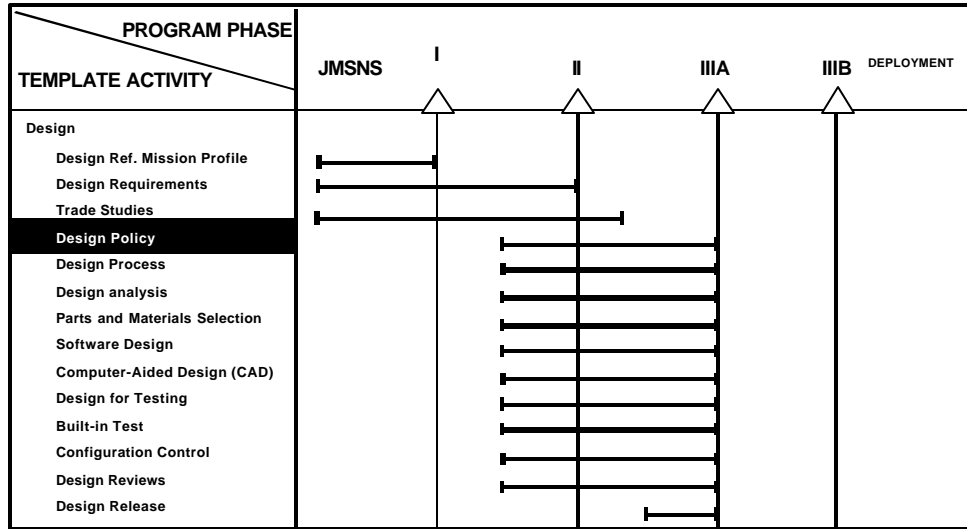 PROGRAM PHASE
TEMPLATE ACTIVITY
JMSNS
I
II
IIIA
IIIB
DEPLOYMENT
Design
Design Ref. Mission Profile
Design Requirements
Trade Studies
Design Policy
Design Process
Design analysis
Parts and Materials Selection
Software Design
Computer-Aided Design (CAD)
Design for Testing
Built-in Test
Configuration Control
Design Reviews
Design Release